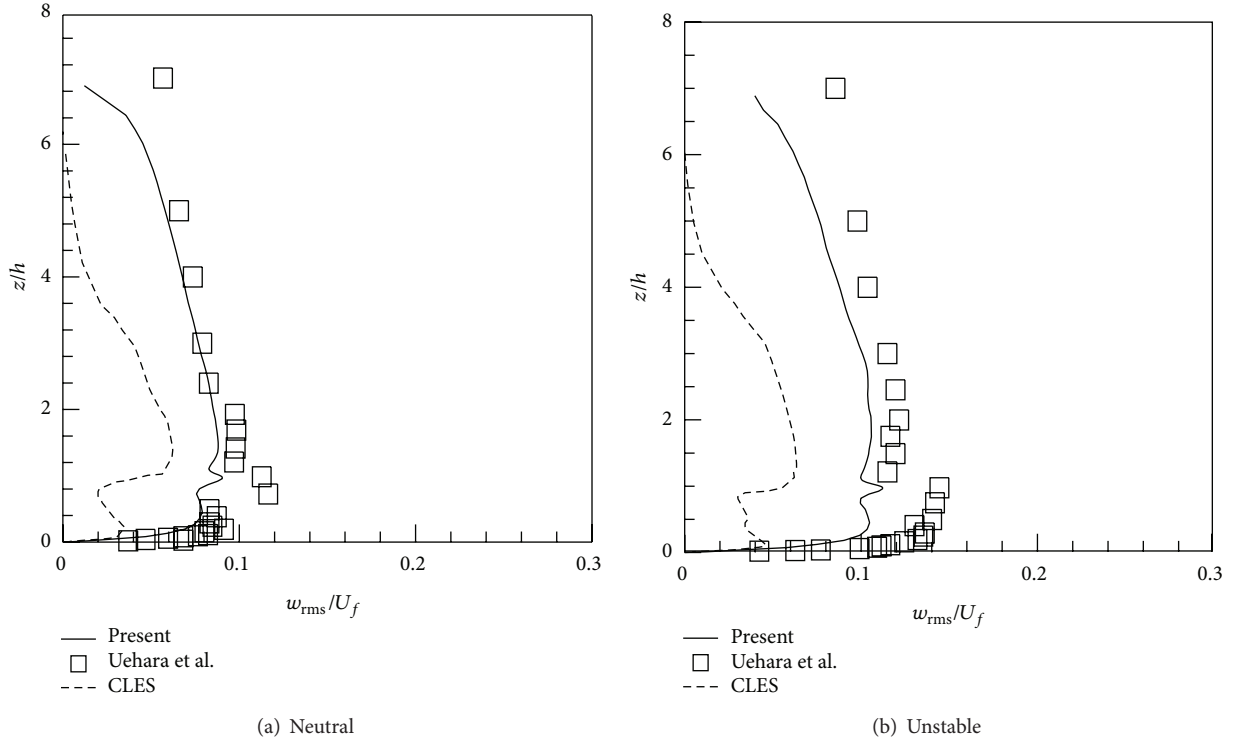 8
6
4
2
0
z/h
0
0.1
0.2
0.3
w_rms/U_f
Present
Uehara et al.
CLES
(a) Neutral
8
6
4
2
0
z/h
0
0.1
0.2
0.3
w_rms/U_f
Present
Uehara et al.
CLES
(b) Unstable